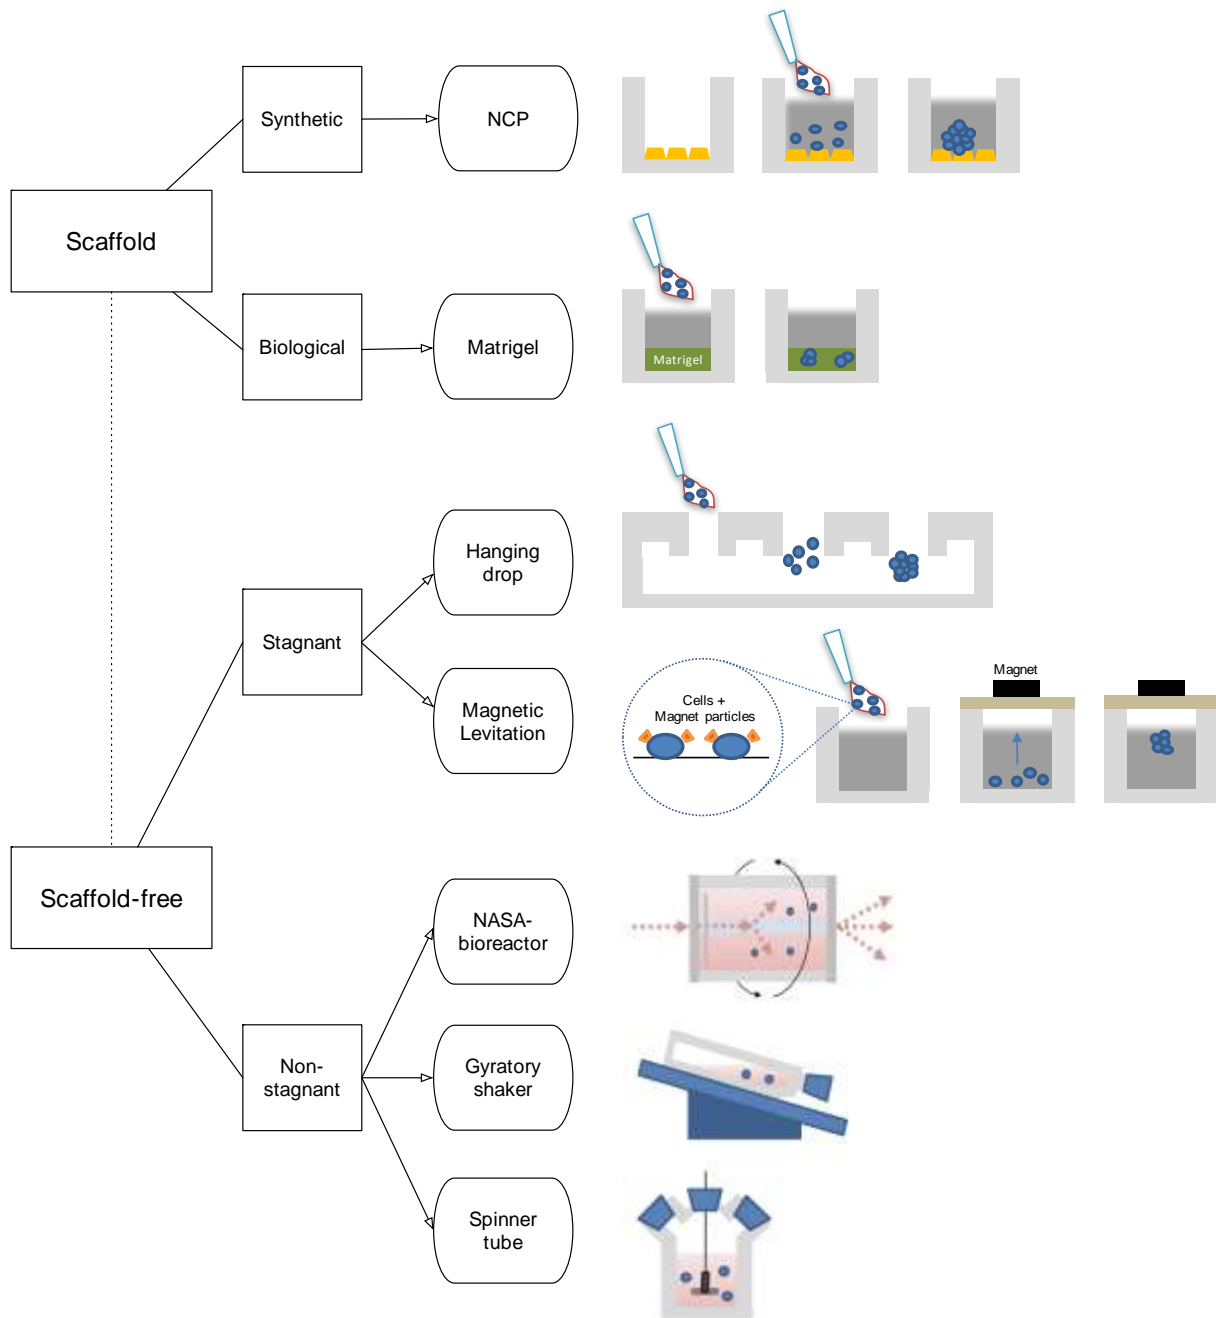 Synthetic
NCP
Scaffold
Biological
Matrigel
Matrigel
Hanging
drop
Stagnant
Magnetic
Levitation
Cells +
Magnet particles
Magnet
Scaffold-free
NASA-
bioreactor
Non-
stagnant
Gyratory
shaker
Spinner
tube